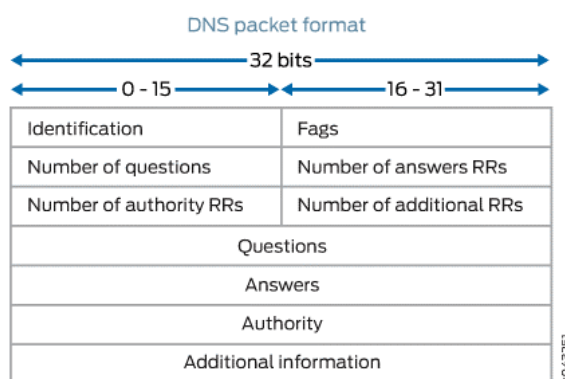 DNS packet format
32 bits
0 - 15 16 - 31
Identification Fags
Number of questions Number of answers RRs
Number of authority RRs Number of additional RRs
Questions
Answers
Authority
Additional information